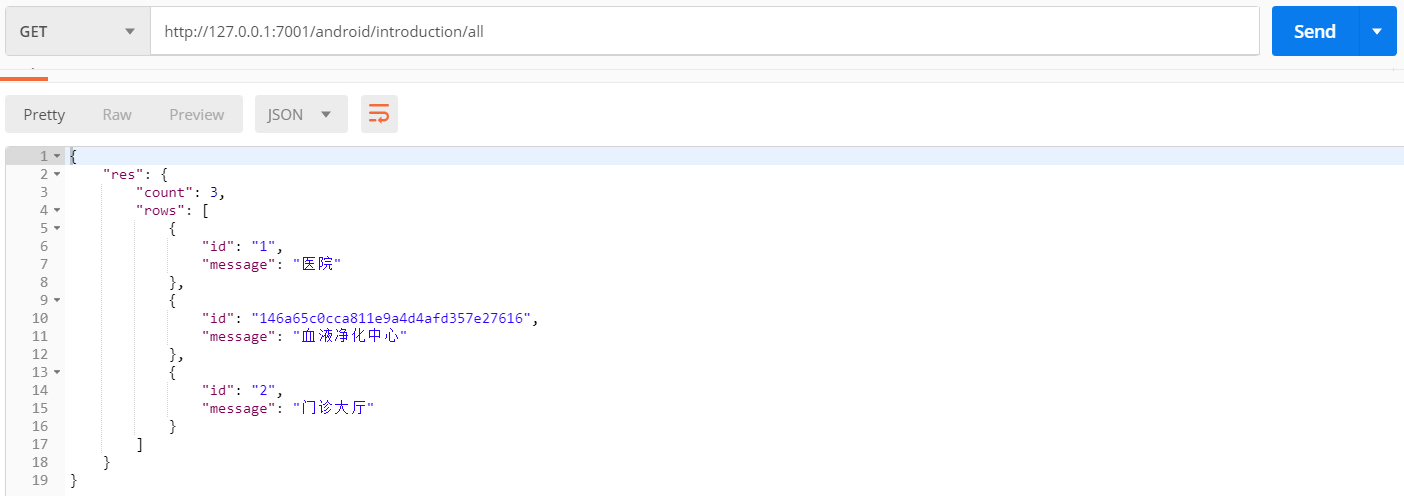 GET http://127.0.0.1:7001/android/introduction/all Send
Pretty Raw Preview JSON
1 {
2 "res": {
3 "count": 3,
4 "rows": [
5 {
6 "id": "1",
7 "message": "医院"
8 },
9 {
10 "id": "146a65c0cca811e9a4d4afd357e27616",
11 "message": "血液净化中心"
12 },
13 {
14 "id": "2",
15 "message": "门诊大厅"
16 }
17 ]
18 }
19 }